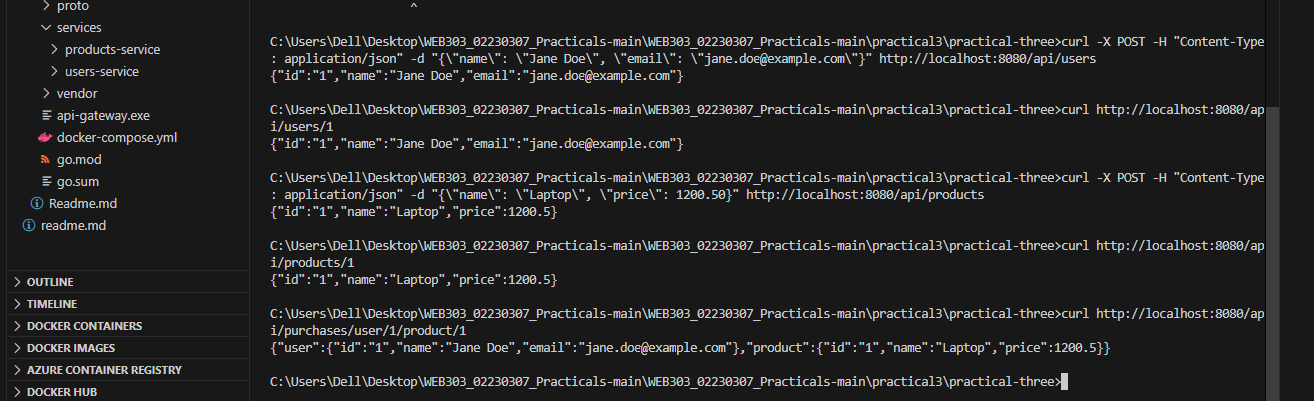 proto
services
products-service
users-service
vendor
api-gateway.exe
docker-compose.yml
go.mod
go.sum
Readme.md
readme.md
OUTLINE
TIMELINE
DOCKER CONTAINERS
DOCKER IMAGES
AZURE CONTAINER REGISTRY
DOCKER HUB
^
C:\Users\Dell\Desktop\WEB303_02230307_Practicals-main\WEB303_02230307_Practicals-main\practical3\practical-three>curl -X POST -H "Content-Type
: application/json" -d "{\"name\": \"Jane Doe\", \"email\": \"jane.doe@example.com\"}" http://localhost:8080/api/users
{"id":"1","name":"Jane Doe","email":"jane.doe@example.com"}
C:\Users\Dell\Desktop\WEB303_02230307_Practicals-main\WEB303_02230307_Practicals-main\practical3\practical-three>curl http://localhost:8080/ap
i/users/1
{"id":"1","name":"Jane Doe","email":"jane.doe@example.com"}
C:\Users\Dell\Desktop\WEB303_02230307_Practicals-main\WEB303_02230307_Practicals-main\practical3\practical-three>curl -X POST -H "Content-Type
: application/json" -d "{\"name\": \"Laptop\", \"price\": 1200.50}" http://localhost:8080/api/products
{"id":"1","name":"Laptop","price":1200.5}
C:\Users\Dell\Desktop\WEB303_02230307_Practicals-main\WEB303_02230307_Practicals-main\practical3\practical-three>curl http://localhost:8080/ap
i/products/1
{"id":"1","name":"Laptop","price":1200.5}
C:\Users\Dell\Desktop\WEB303_02230307_Practicals-main\WEB303_02230307_Practicals-main\practical3\practical-three>curl http://localhost:8080/ap
i/purchases/user/1/product/1
{"user":{"id":"1","name":"Jane Doe","email":"jane.doe@example.com"},"product":{"id":"1","name":"Laptop","price":1200.5}}
C:\Users\Dell\Desktop\WEB303_02230307_Practicals-main\WEB303_02230307_Practicals-main\practical3\practical-three>